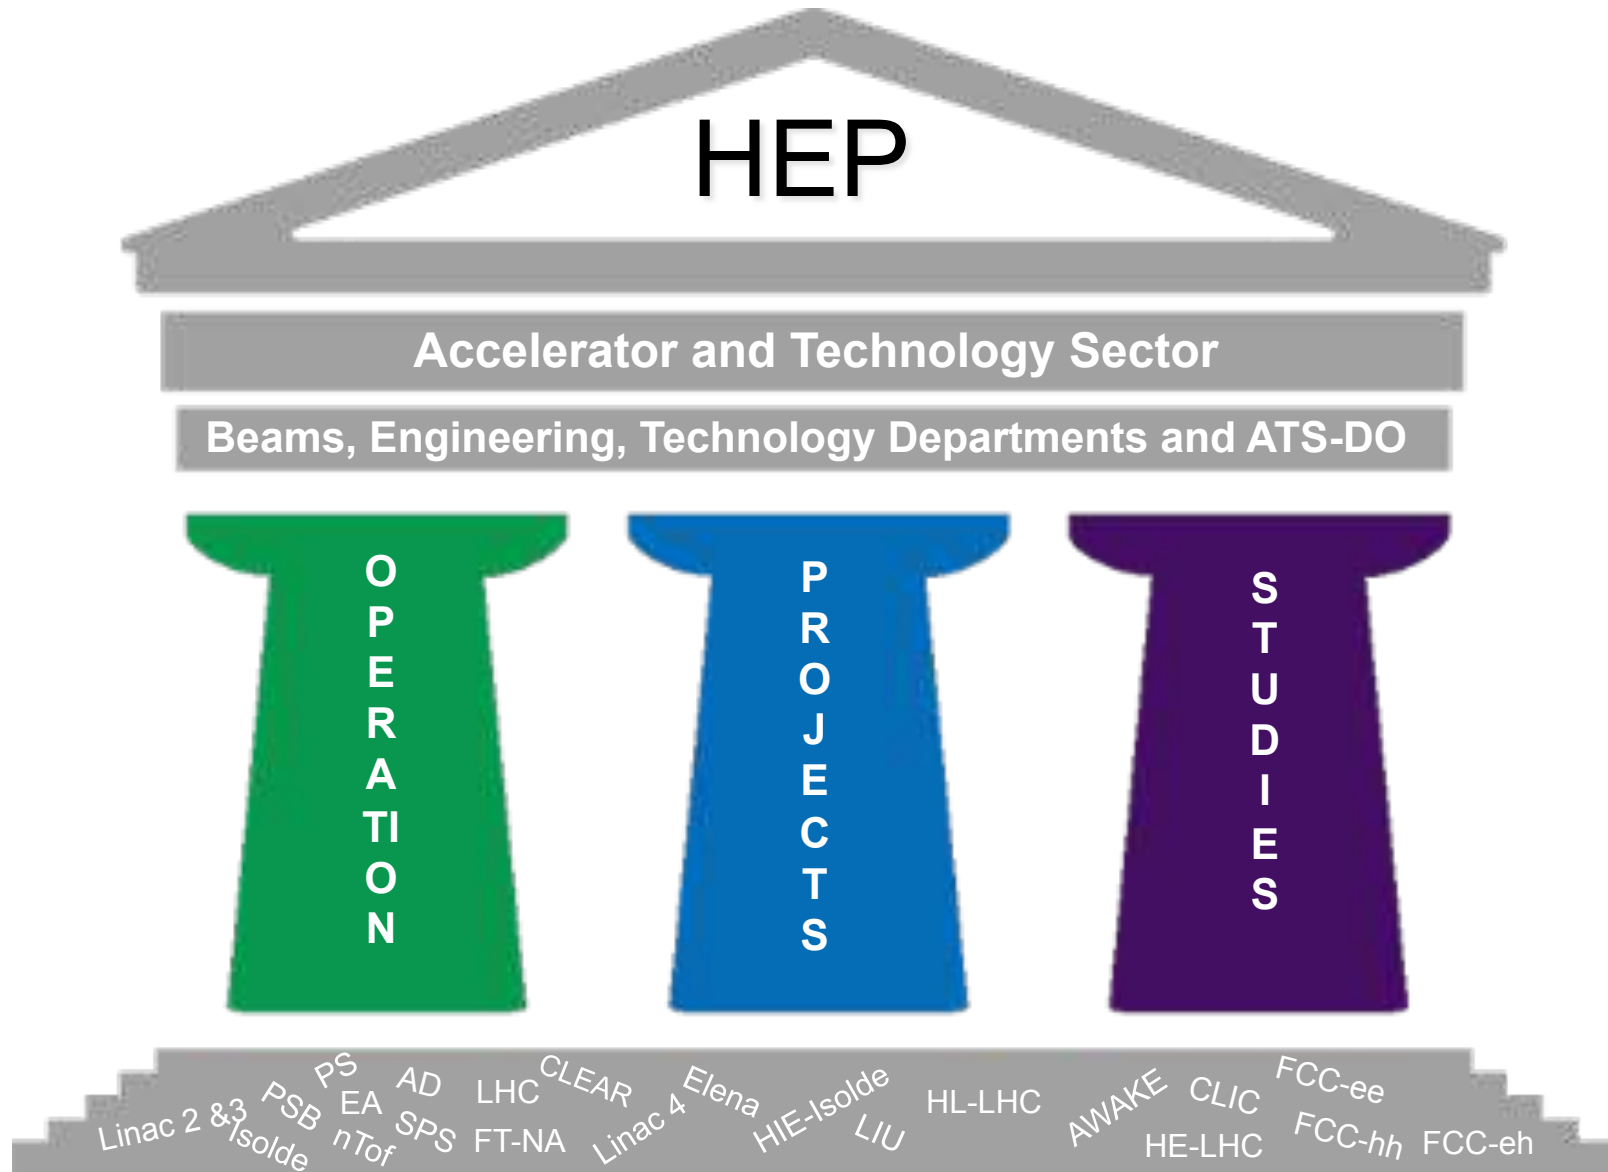 HEP
Accelerator and Technology Sector
Beams, Engineering, Technology Departments and ATS-DO
OPERATION
PROJECTS
STUDIES
Linac 2 &3
Isolde
PSB
PS
EA
nTof
AD
SPS
LHC
FT-NA
CLEAR
Linac 4
Elena
HIE-Isolde
LIU
HL-LHC
AWAKE
CLIC
HE-LHC
FCC-ee
FCC-hh
FCC-eh